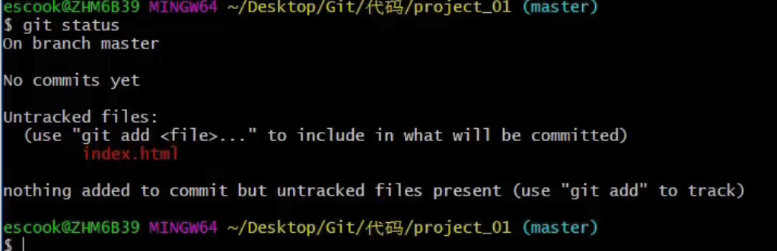 escook@ZHM6B39 MINGW64 ~/Desktop/Git/代码/project_01 (master)
$ git status
On branch master
No commits yet
Untracked files:
  (use "git add <file>..." to include in what will be committed)
        index.html
nothing added to commit but untracked files present (use "git add" to track)
escook@ZHM6B39 MINGW64 ~/Desktop/Git/代码/project_01 (master)
$